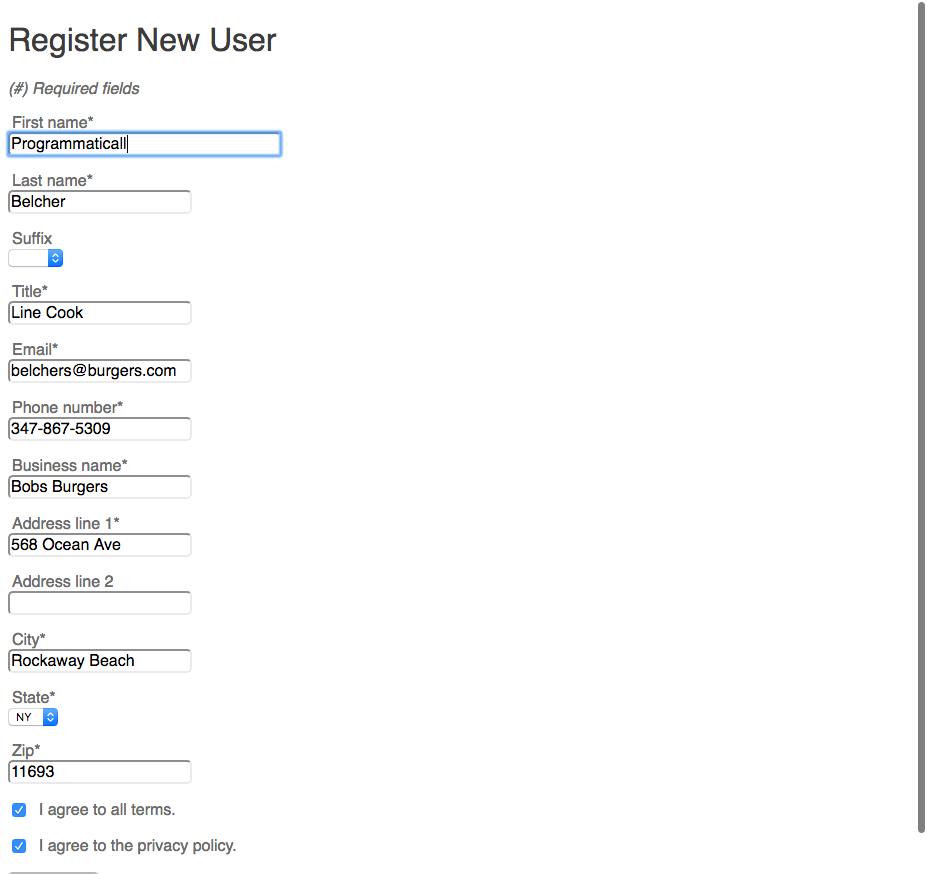 Register New User
(#) Required fields
First name*
Programmaticall
Last name*
Belcher
Suffix
Title*
Line Cook
Email*
belchers@burgers.com
Phone number*
347-867-5309
Business name*
Bobs Burgers
Address line 1*
568 Ocean Ave
Address line 2
City*
Rockaway Beach
State*
NY
Zip*
11693
I agree to all terms.
I agree to the privacy policy.